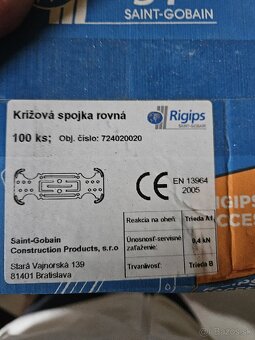 SAINT-GOBAIN
Križová spojka rovná
Rigips
SAINT-GOBAIN
100 ks; Obj. číslo: 724020020
CE
EN 13964
2005
RIGIPS
Reakcia na oheň
Trieda A1
Saint-Gobain
Construction Products, s.r.o
Únosnosť-servisné
zaťaženie:
0,4 kN
Stará Vajnorská 139
81401 Bratislava
Trvanlivosť:
Trieda B